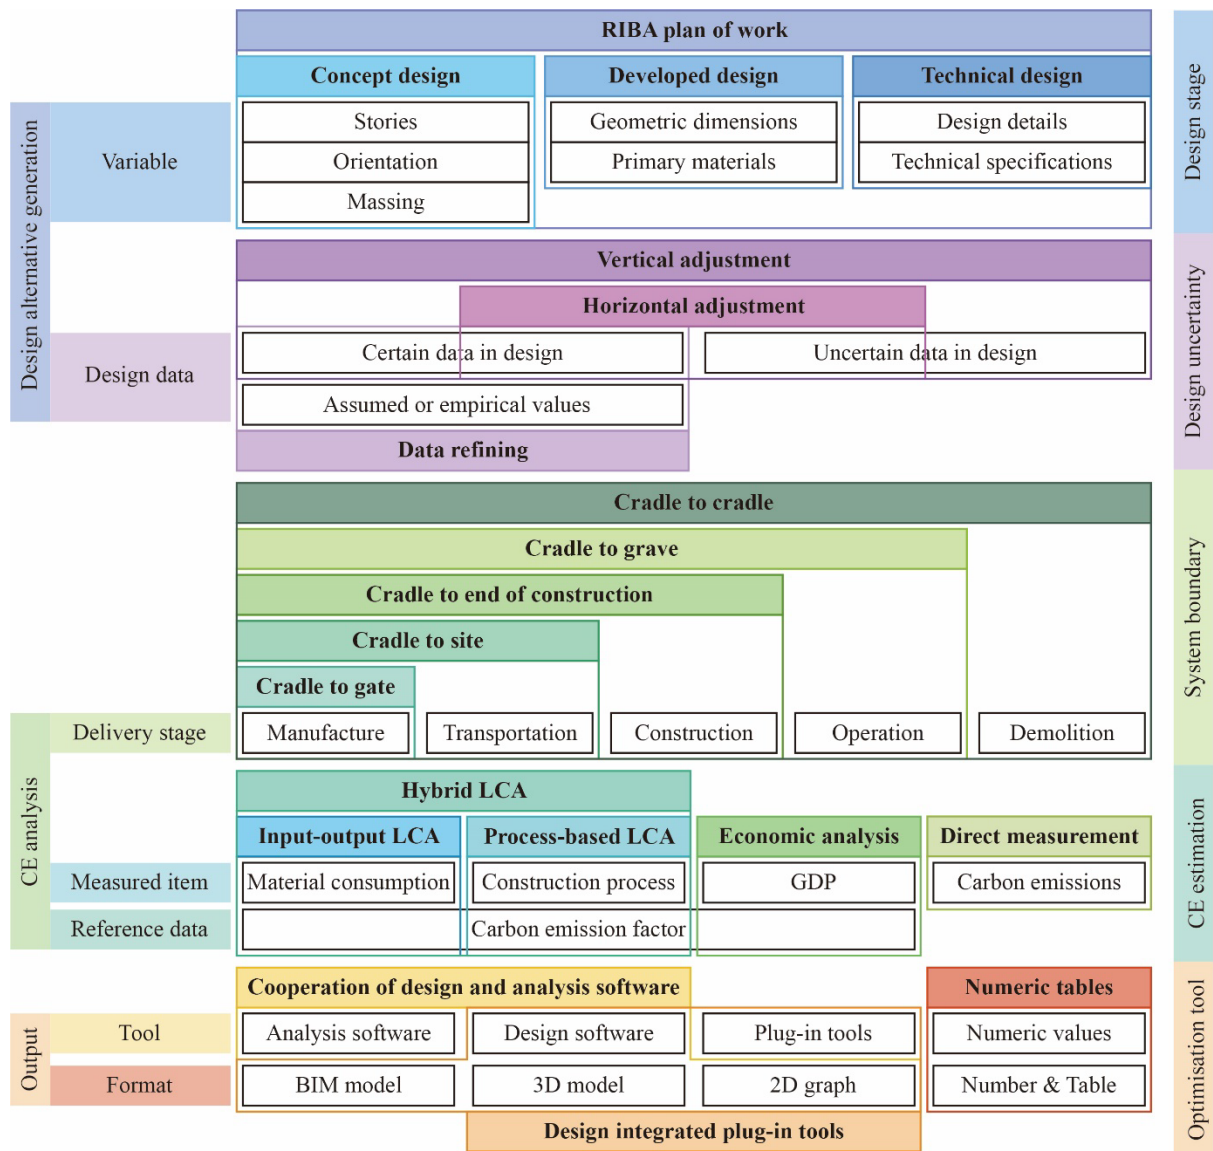 RIBA plan of work
Concept design
Developed design
Technical design
Design stage
Design alternative generation
Variable
Stories
Geometric dimensions
Design details
Orientation
Primary materials
Technical specifications
Massing
Vertical adjustment
Horizontal adjustment
Design uncertainty
Design data
Certain data in design
Uncertain data in design
Assumed or empirical values
Data refining
Cradle to cradle
Cradle to grave
Cradle to end of construction
Cradle to site
Cradle to gate
System boundary
CE analysis
Delivery stage
Manufacture
Transportation
Construction
Operation
Demolition
Hybrid LCA
Input-output LCA
Process-based LCA
Economic analysis
Direct measurement
CE estimation
Measured item
Material consumption
Construction process
GDP
Carbon emissions
Reference data
Carbon emission factor
Cooperation of design and analysis software
Numeric tables
Output
Tool
Analysis software
Design software
Plug-in tools
Numeric values
Optimisation tool
Format
BIM model
3D model
2D graph
Number & Table
Design integrated plug-in tools